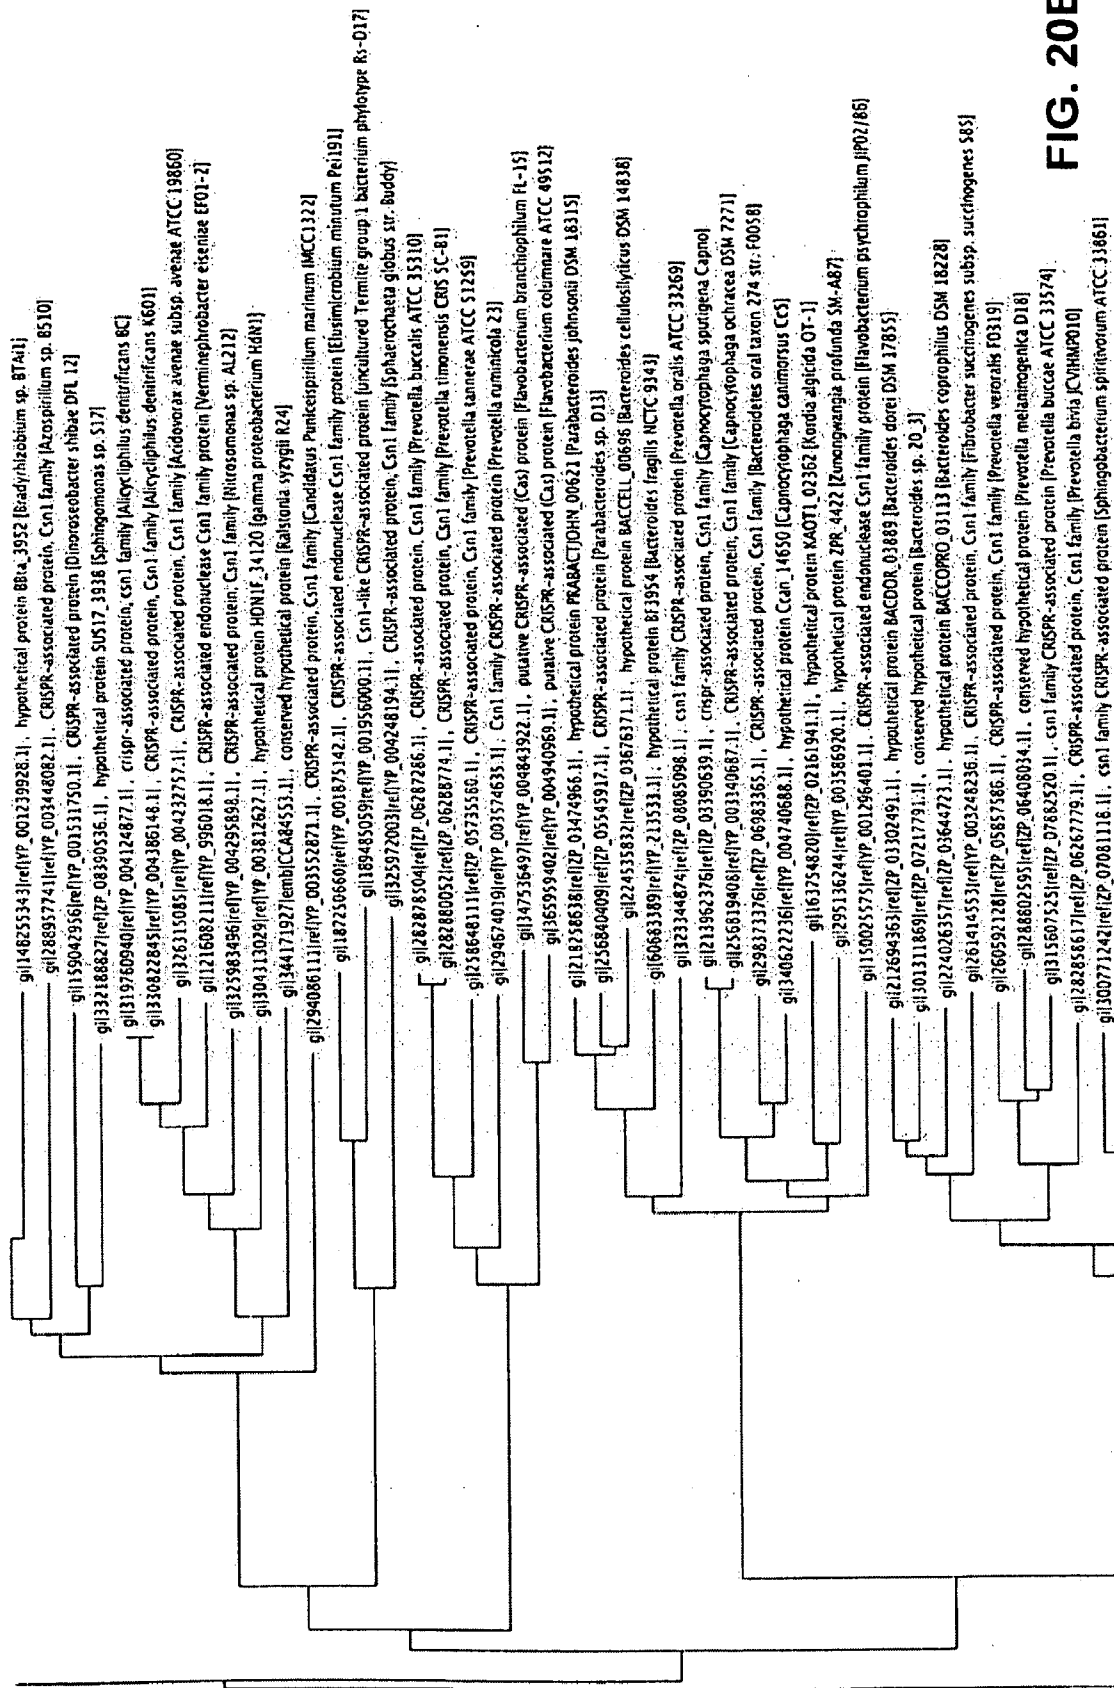 gi|148255343|ref|YP_001239928.1|, hypothetical protein BBta_3952 [Bradyrhizobium sp. BTAi1]
gi|288957741|ref|YP_003448082.1|, CRISPR-associated protein, Csn1 family [Azospirillum sp. B510]
gi|159042956|ref|YP_001531750.1|, CRISPR-associated protein [Dinoroseobacter shibae DFL 12]
gi|332188827|ref|ZP_08390536.1|, hypothetical protein SUS17_3938 [Sphingomonas sp. S17]
gi|319760940|ref|YP_004124877.1|, crispr-associated protein, csn1 family [Alicycliphilus denitrificans BC]
gi|330822845|ref|YP_004386148.1|, CRISPR-associated protein, Csn1 family [Alicycliphilus denitrificans K601]
gi|326315085|ref|YP_004232757.1|, CRISPR-associated protein, Csn1 family [Acidovorax avenae subsp. avenae ATCC 19860]
gi|121608211|ref|YP_996018.1|, CRISPR-associated endonuclease Csn1 family protein [Verminephrobacter eiseniae EF01-2]
gi|325983496|ref|YP_004295898.1|, CRISPR-associated protein, Csn1 family [Nitrosomonas sp. AL212]
gi|304313029|ref|YP_003812627.1|, hypothetical protein HDN1F_34120 [gamma proteobacterium HdN1]
gi|344171927|emb|CCA84553.1|, conserved hypothetical protein [Ralstonia syzygii R24]
gi|294086111|ref|YP_003552871.1|, CRISPR-associated protein, Csn1 family [Candidatus Puniceispirillum marinum IMCC1322]
gi|187250660|ref|YP_001875142.1|, CRISPR-associated endonuclease Csn1 family protein [Elusimicrobium minutum Pei191]
gi|189485059|ref|YP_001956000.1|, Csn1-like CRISPR-associated protein [uncultured Termite group 1 bacterium phylotype Rs-D17]
gi|325972003|ref|YP_004248194.1|, CRISPR-associated protein, Csn1 family [Sphaerochaeta globus str. Buddy]
gi|282878504|ref|ZP_06287286.1|, CRISPR-associated protein, Csn1 family [Prevotella buccalis ATCC 35310]
gi|282880052|ref|ZP_06288774.1|, CRISPR-associated protein, Csn1 family [Prevotella timonensis CRIS 5C-B1]
gi|258648111|ref|ZP_05735580.1|, CRISPR-associated protein, Csn1 family [Prevotella tannerae ATCC 51259]
gi|294674019|ref|YP_003574635.1|, Csn1 family CRISPR-associated protein [Prevotella ruminicola 23]
gi|347536497|ref|YP_004843922.1|, putative CRISPR-associated (Cas) protein [Flavobacterium branchiophilum FL-15]
gi|365959402|ref|YP_004940969.1|, putative CRISPR-associated (Cas) protein [Flavobacterium columnare ATCC 49512]
gi|218258638|ref|ZP_03474966.1|, hypothetical protein PRABACTJOHN_00621 [Parabacteroides johnsonii DSM 18315]
gi|256840409|ref|ZP_05545917.1|, CRISPR-associated protein [Parabacteroides sp. D13]
gi|224535832|ref|ZP_03676371.1|, hypothetical protein BACCELL_00696 [Bacteroides cellulosilyticus DSM 14838]
gi|60683389|ref|YP_213533.1|, hypothetical protein BF3954 [Bacteroides fragilis NCTC 9343]
gi|323344874|ref|ZP_08085098.1|, csn1 family CRISPR-associated protein [Prevotella oralis ATCC 33269]
gi|213962376|ref|ZP_03390639.1|, crispr-associated protein, Csn1 family [Capnocytophaga sputigena Capno]
gi|256819408|ref|YP_003140687.1|, CRISPR-associated protein, Csn1 family [Capnocytophaga ochracea DSM 7271]
gi|298373376|ref|ZP_06983365.1|, CRISPR-associated protein, Csn1 family [Bacteroidetes oral taxon 274 str. F0058]
gi|340622236|ref|YP_004740688.1|, hypothetical protein Ccan_14650 [Capnocytophaga canimorsus Cc5]
gi|163754820|ref|ZP_02161941.1|, hypothetical protein KAOT1_02362 [Kordia algicida OT-1]
gi|295136244|ref|YP_003586920.1|, hypothetical protein ZPR_4422 [Zunongwangia profunda SM-A87]
gi|150025575|ref|YP_001296401.1|, CRISPR-associated endonuclease Csn1 family protein [Flavobacterium psychrophilum JIP02/86]
gi|212694363|ref|ZP_03302491.1|, hypothetical protein BACDOR_03889 [Bacteroides dorei DSM 17855]
gi|301311869|ref|ZP_07217791.1|, conserved hypothetical protein [Bacteroides sp. 20_3]
gi|224026357|ref|ZP_03644723.1|, hypothetical protein BACCOPRO_03113 [Bacteroides coprophilus DSM 18228]
gi|261414553|ref|YP_003248236.1|, CRISPR-associated protein, Csn1 family [Fibrobacter succinogenes subsp. succinogenes S85]
gi|260592128|ref|ZP_05857586.1|, CRISPR-associated protein, Csn1 family [Prevotella veroralis F0319]
gi|288802595|ref|ZP_06408034.1|, conserved hypothetical protein [Prevotella melaninogenica D18]
gi|315607525|ref|ZP_07882520.1|, csn1 family CRISPR-associated protein [Prevotella buccae ATCC 33574]
gi|282858617|ref|ZP_06267779.1|, CRISPR-associated protein, Csn1 family [Prevotella bivia JCVIHMP010]
gi|300771242|ref|ZP_07081118.1|, csn1 family CRISPR-associated protein [Sphingobacterium spiritivorum ATCC 33861]
FIG. 20B